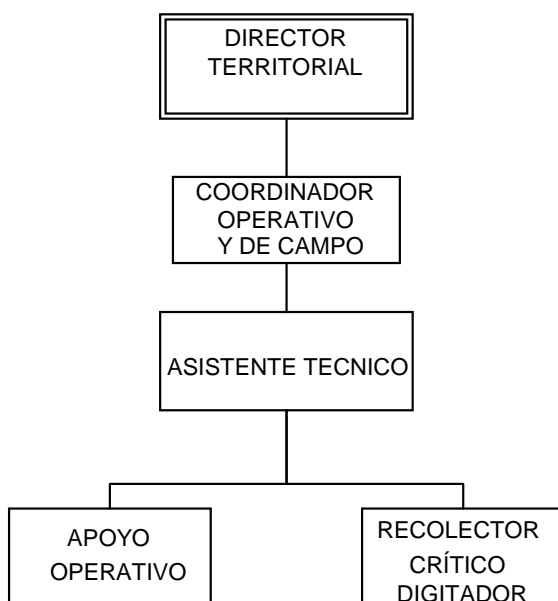 DIRECTOR
TERRITORIAL
COORDINADOR
OPERATIVO
Y DE CAMPO
ASISTENTE TECNICO
APOYO
OPERATIVO
RECOLECTOR
CRÍTICO
DIGITADOR